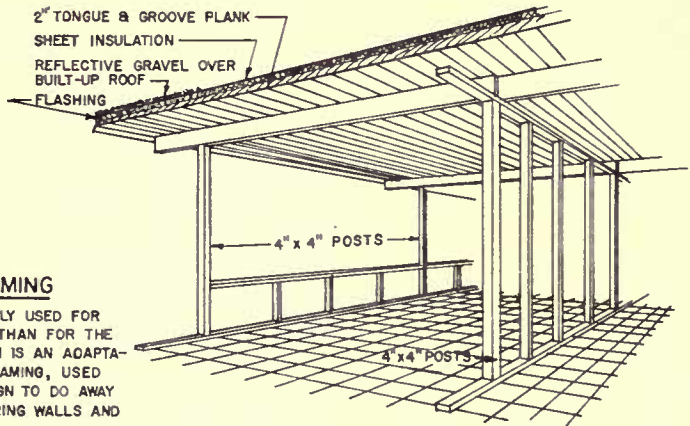 2" TONGUE & GROOVE PLANK
SHEET INSULATION
REFLECTIVE GRAVEL OVER
BUILT-UP ROOF
FLASHING
4" x 4" POSTS
4"x4" POSTS
MING
LY USED FOR
THAN FOR THE
IS AN ADAPTA-
AMING, USED
GN TO DO AWAY
RING WALLS AND